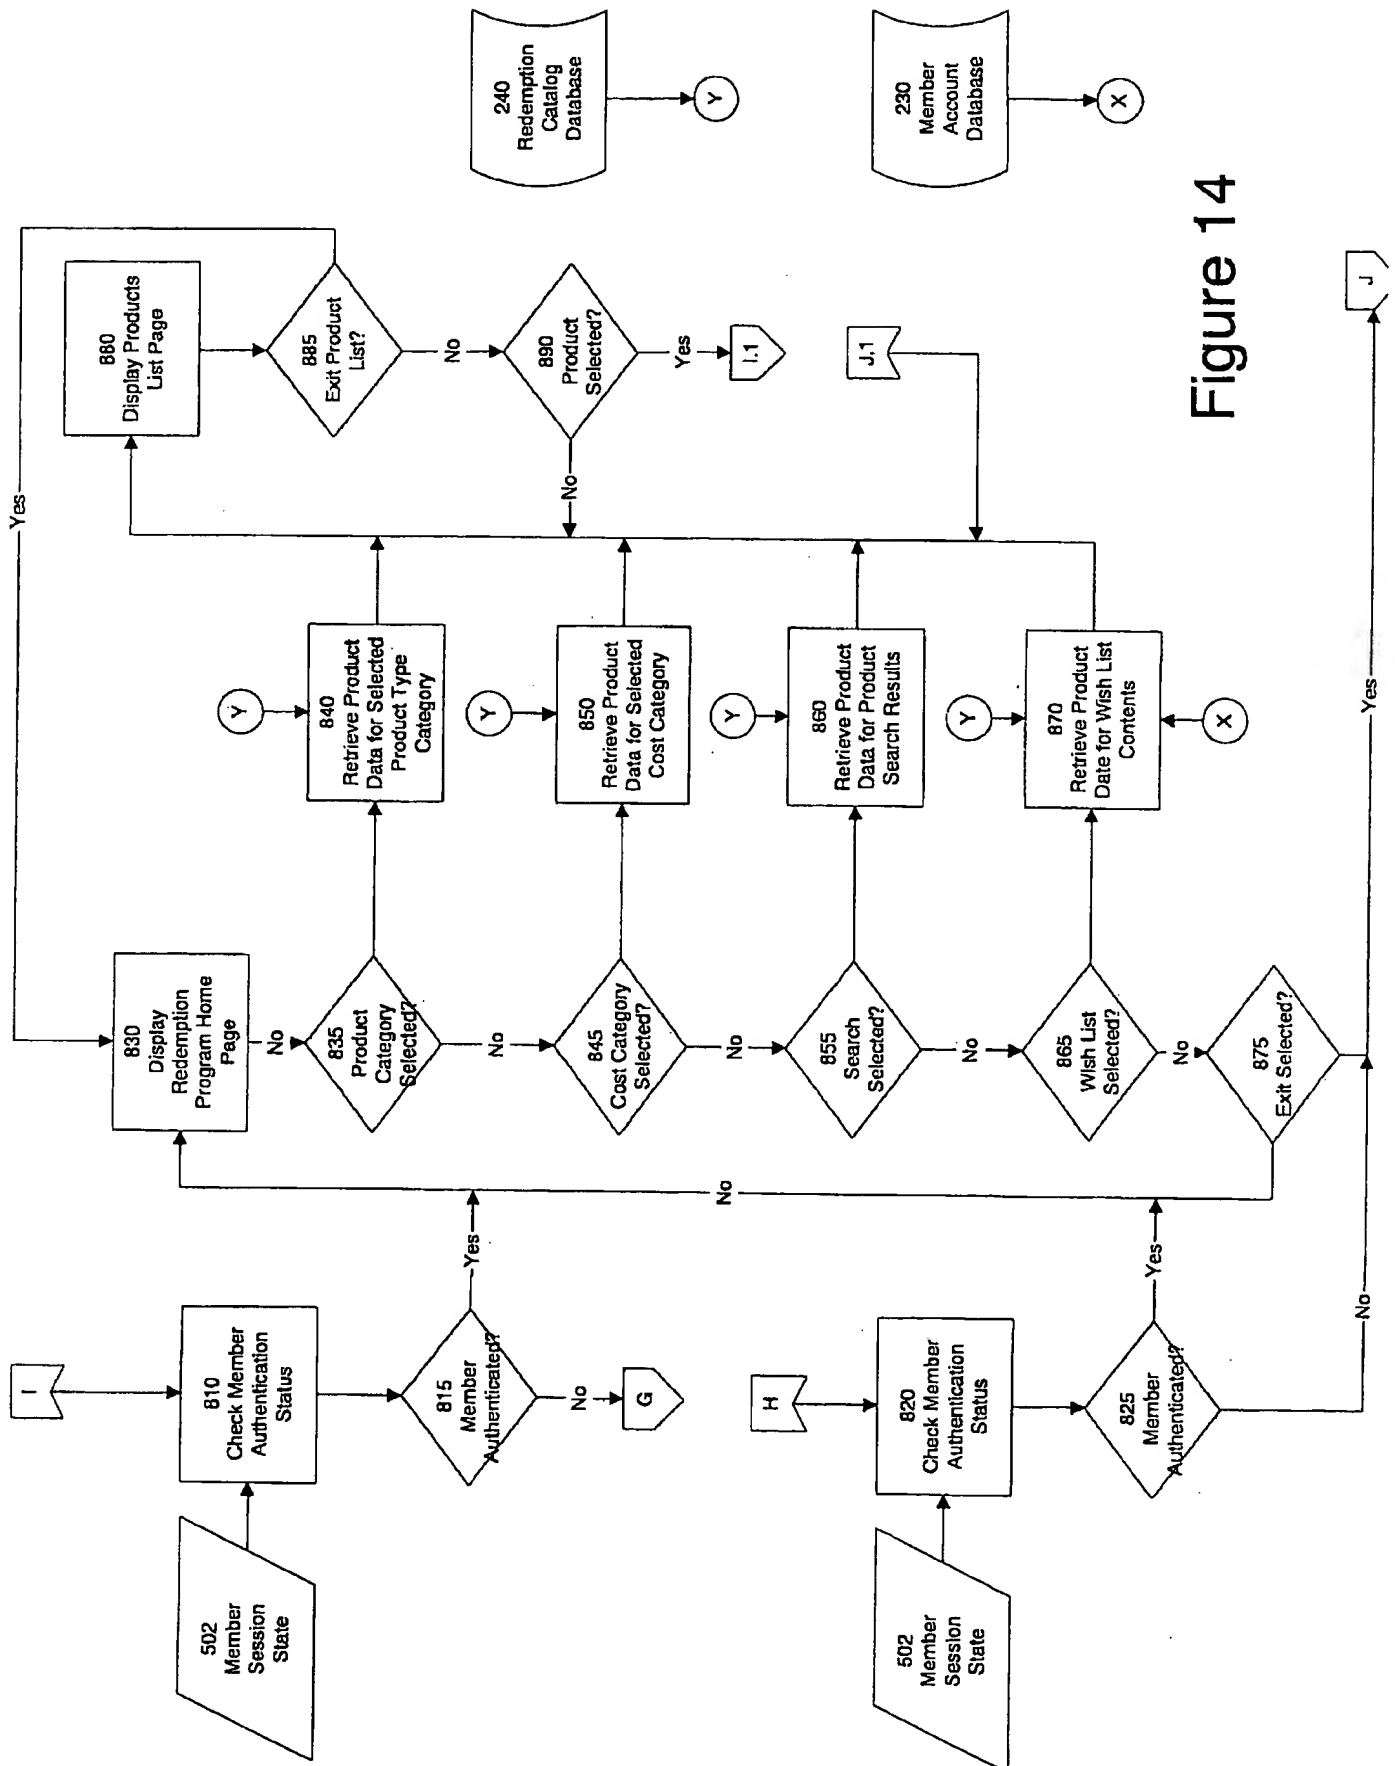 I
810
Check Member
Authentication
Status
502
Member
Session
State
815
Member
Authenticated?
Yes
No
G
H
820
Check Member
Authentication
Status
502
Member
Session
State
825
Member
Authenticated?
Yes
No
No
830
Display
Redemption
Program Home
Page
No
835
Product
Category
Selected?
No
845
Cost Category
Selected?
No
855
Search
Selected?
No
865
Wish List
Selected?
No
875
Exit Selected?
Yes
J
Y
840
Retrieve Product
Data for Selected
Product Type
Category
Y
850
Retrieve Product
Data for Selected
Cost Category
Y
860
Retrieve Product
Data for Product
Search Results
Y
870
Retrieve Product
Date for Wish List
Contents
X
Yes
880
Display Products
List Page
885
Exit Product
List?
No
890
Product
Selected?
No
Yes
I.1
J.1
240
Redemption
Catalog
Database
Y
230
Member
Account
Database
X
Figure 14